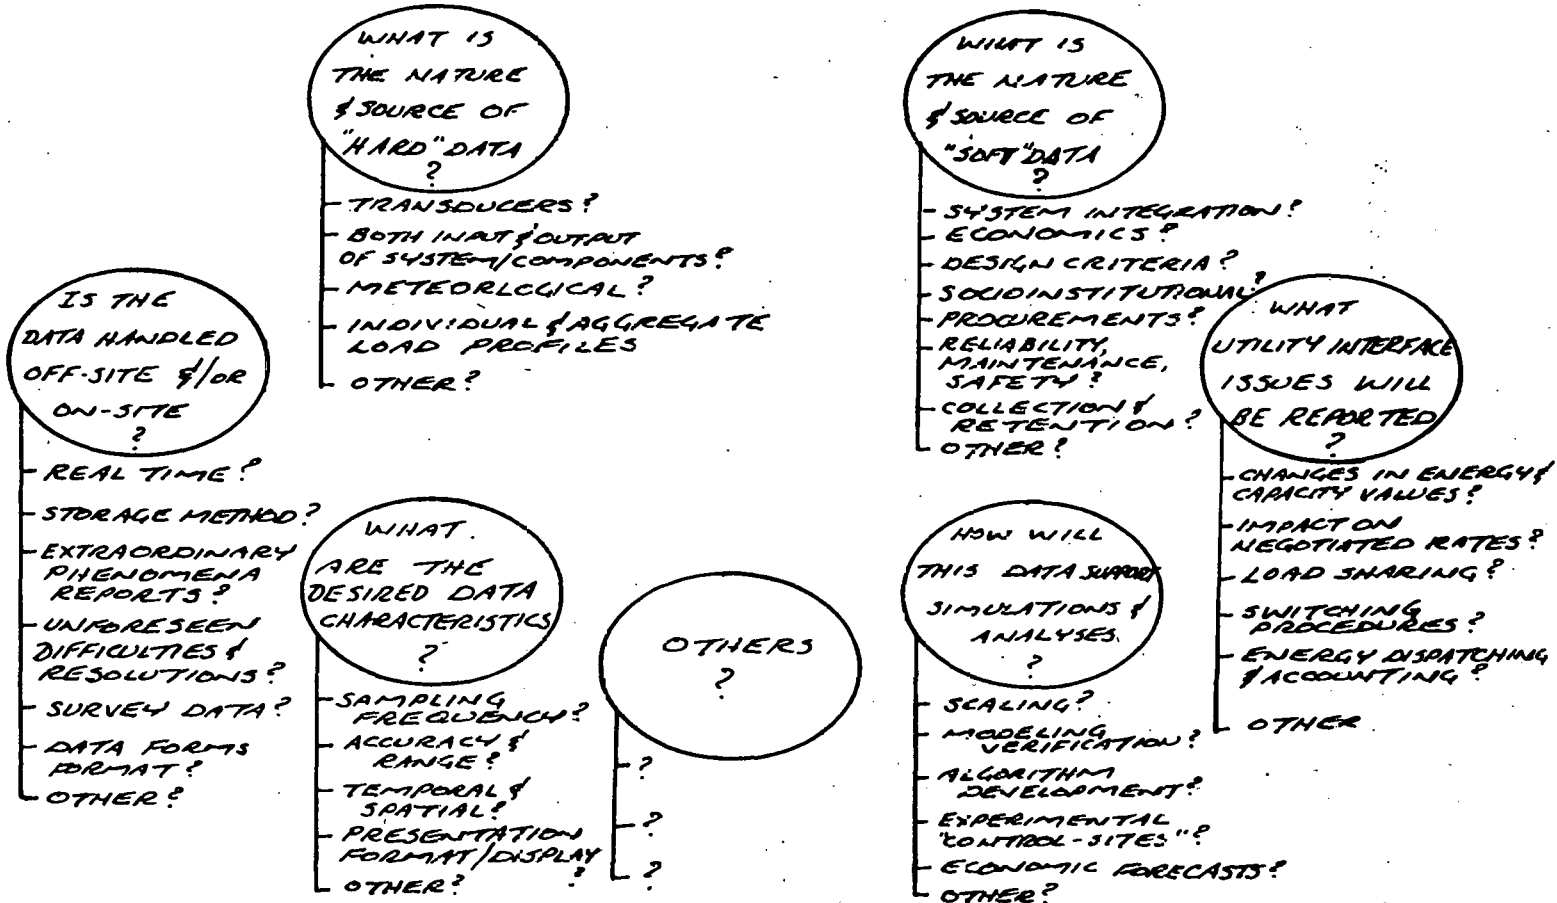 WHAT IS
THE NATURE
& SOURCE OF
"HARD" DATA
?
TRANSDUCERS?
BOTH INPUT & OUTPUT
OF SYSTEM/COMPONENTS?
METEORLOGICAL?
INDIVIDUAL & AGGREGATE
LOAD PROFILES
OTHER?
WHAT IS
THE NATURE
& SOURCE OF
"SOFT" DATA
?
SYSTEM INTEGRATION?
ECONOMICS?
DESIGN CRITERIA?
SOCIOINSTITUTIONAL?
PROCUREMENTS?
RELIABILITY,
MAINTENANCE,
SAFETY?
COLLECTION &
RETENTION?
OTHER?
IS THE
DATA HANDLED
OFF-SITE &/OR
ON-SITE
?
REAL TIME?
STORAGE METHOD?
EXTRAORDINARY
PHENOMENA
REPORTS?
UNFORESEEN
DIFFICULTIES &
RESOLUTIONS?
SURVEY DATA?
DATA FORMS
FORMAT?
OTHER?
WHAT
UTILITY INTERFACE
ISSUES WILL
BE REPORTED
?
CHANGES IN ENERGY &
CAPACITY VALUES?
IMPACT ON
NEGOTIATED RATES?
LOAD SHARING?
SWITCHING
PROCEDURES?
ENERGY DISPATCHING
& ACCOUNTING?
OTHER
WHAT
ARE THE
DESIRED DATA
CHARACTERISTICS
?
SAMPLING
FREQUENCY?
ACCURACY &
RANGE?
TEMPORAL &
SPATIAL?
PRESENTATION
FORMAT/DISPLAY
?
OTHER?
OTHERS
?
?
?
?
HOW WILL
THIS DATA SUPPORT
SIMULATIONS &
ANALYSES
?
SCALING?
MODELING
VERIFICATION?
ALGORITHM
DEVELOPMENT?
EXPERIMENTAL
"CONTROL-SITES"?
ECONOMIC FORECASTS?
OTHER?